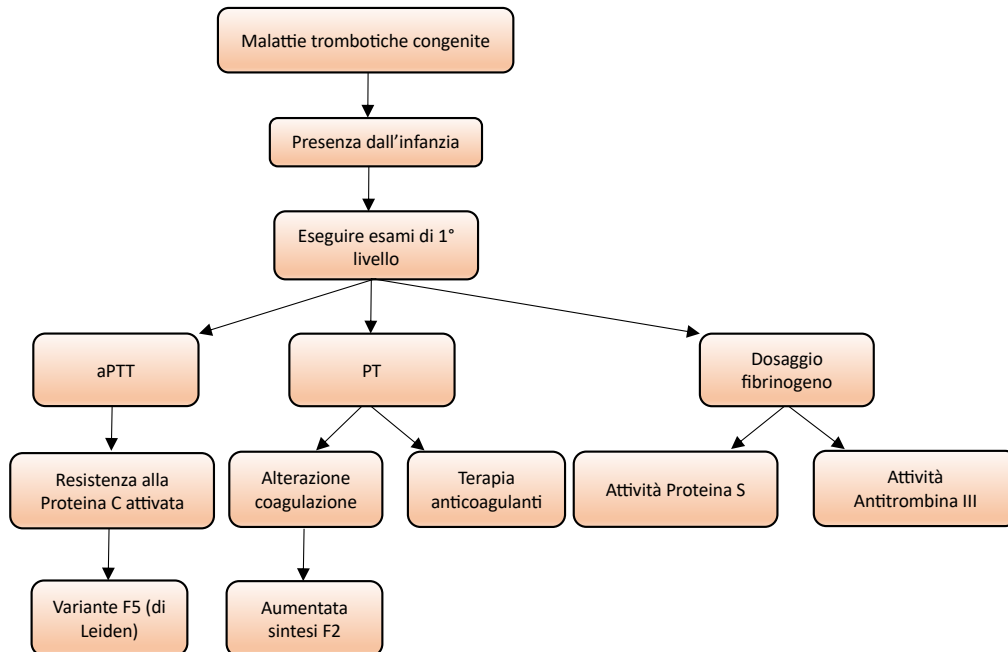 Malattie trombotiche congenite
Presenza dall’infanzia
Eseguire esami di 1°
livello
aPTT
PT
Dosaggio
fibrinogeno
Resistenza alla
Proteina C attivata
Alterazione
coagulazione
Terapia
anticoagulanti
Attività Proteina S
Attività
Antitrombina III
Variante F5 (di
Leiden)
Aumentata
sintesi F2